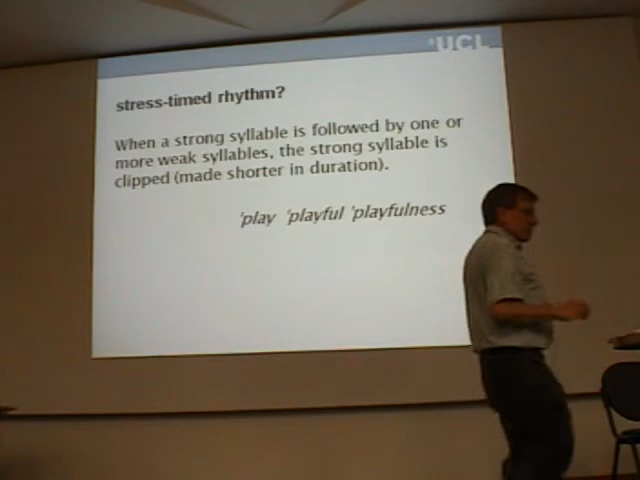 UCL
stress-timed rhythm?
When a strong syllable is followed by one or
more weak syllables, the strong syllable is
clipped (made shorter in duration).
'play 'playful 'playfulness